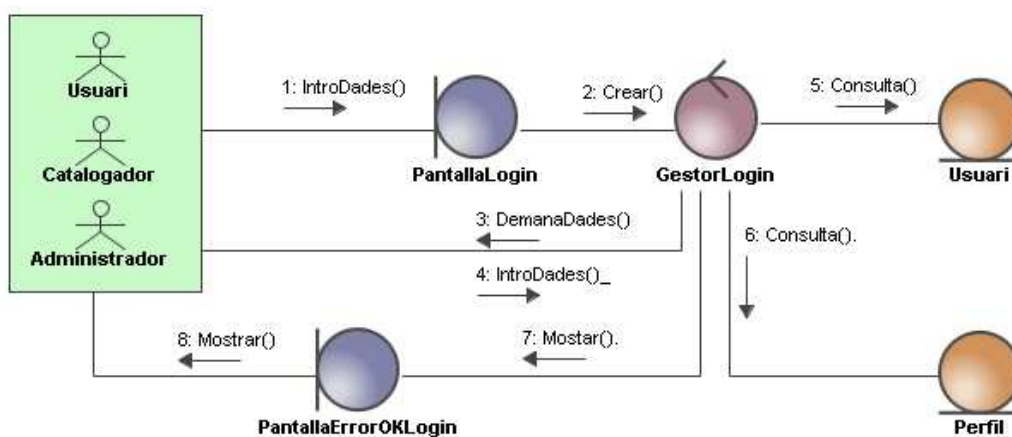 Usuari
Catalogador
Administrador
1: IntroDades()
PantallaLogin
2: Crear()
GestorLogin
5: Consulta()
Usuari
3: DemanaDades()
4: IntroDades()_
6: Consulta().
8: Mostrar()
7: Mostar().
PantallaErrorOKLogin
Perfil